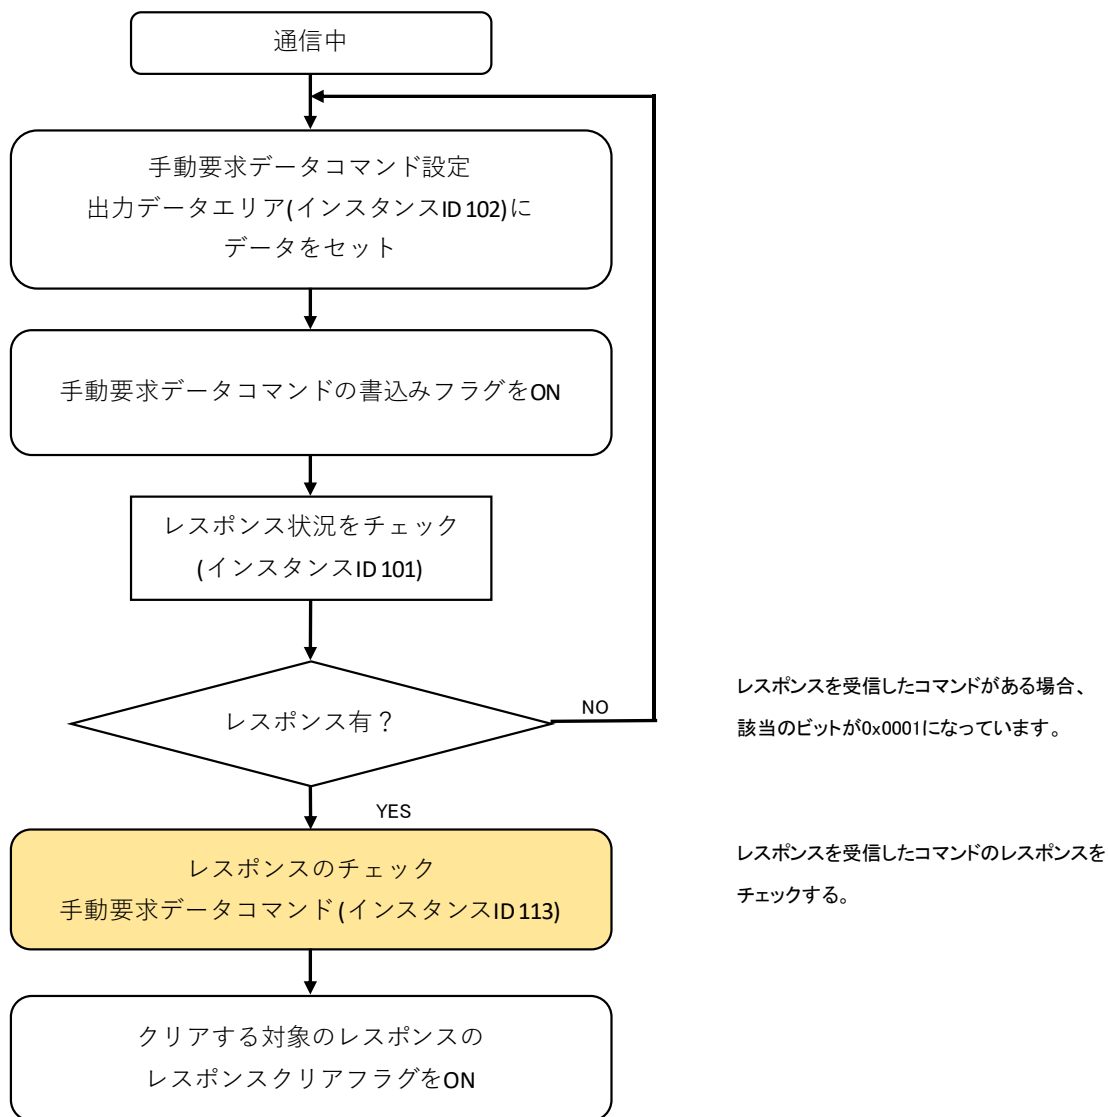 通信中
手動要求データコマンド設定
出力データエリア(インスタンスID 102)に
データをセット
手動要求データコマンドの書込みフラグをON
レスポンス状況をチェック
(インスタンスID 101)
レスポンス有？
NO
レスポンスを受信したコマンドがある場合、
該当のビットが0x0001になっています。
YES
レスポンスのチェック
手動要求データコマンド(インスタンスID 113)
レスポンスを受信したコマンドのレスポンスを
チェックする。
クリアする対象のレスポンスの
レスポンスクリアフラグをON